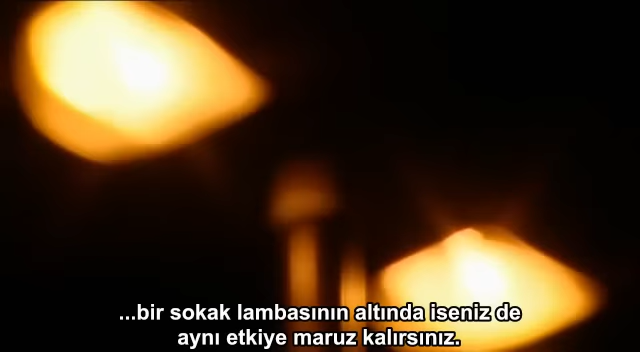 ...bir sokak lambasının altında iseniz de
aynı etkiye maruz kalırsınız.